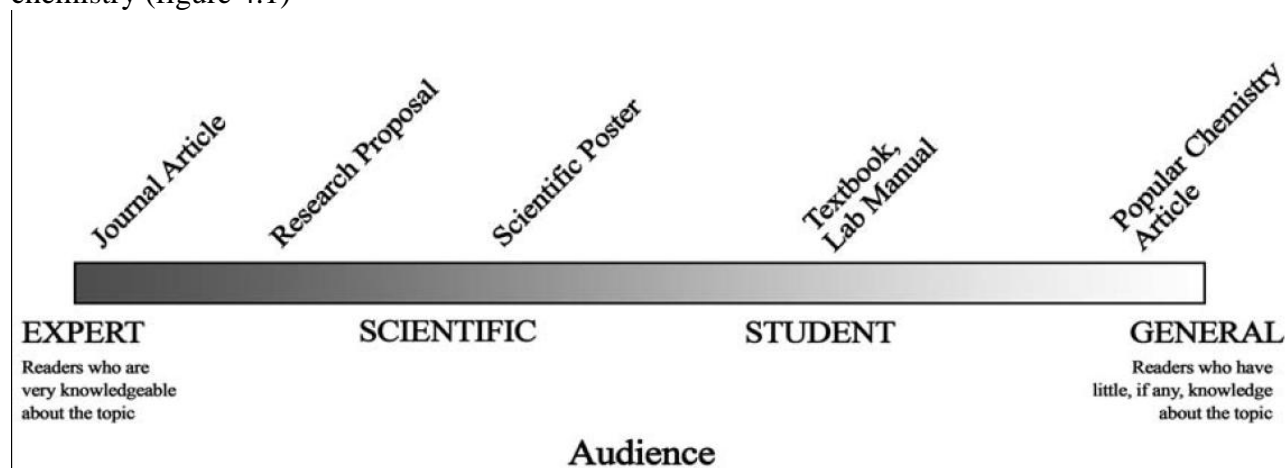 chemistry (figure 4.1)
Journal Article
Research Proposal
Scientific Poster
Textbook,
Lab Manual
Popular Chemistry
Article
EXPERT
Readers who are
very knowledgeable
about the topic
SCIENTIFIC
STUDENT
GENERAL
Readers who have
little, if any, knowledge
about the topic
Audience